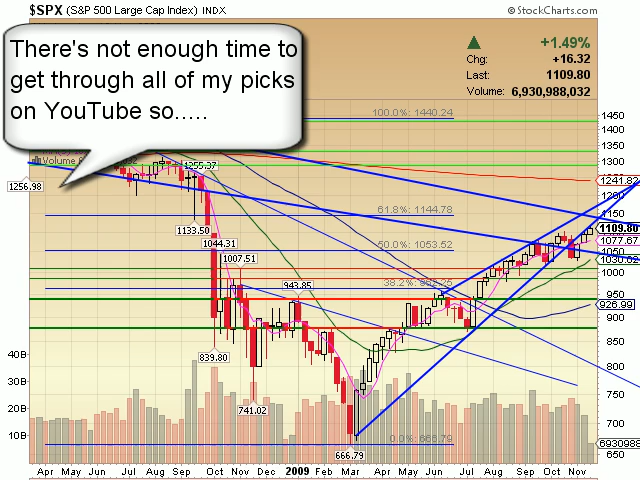 $SPX (S&P 500 Large Cap Index) INDX
© StockCharts.com
There's not enough time to
get through all of my picks
on YouTube so.....
+1.49%
Chg: +16.32
Last: 1109.80
Volume: 6,930,988,032
100.0%: 1440.24
1450
1400
1350
1300
1255.37
1256.98
1241.82
1200
61.8%: 1144.78
1150
1133.50
1109.80
1077.67
1044.31
50.0%: 1053.52
1050
1030.62
1007.51
1000
38.2%:
943.85
950
926.99
900
850
839.80
40B
800
30B
750
741.02
20B
700
10B
0.0%: 666.79
6930988
666.79
650
Apr May Jun Jul Aug Sep Oct Nov Dec 2009 Feb Mar Apr May Jun Jul Aug Sep Oct Nov